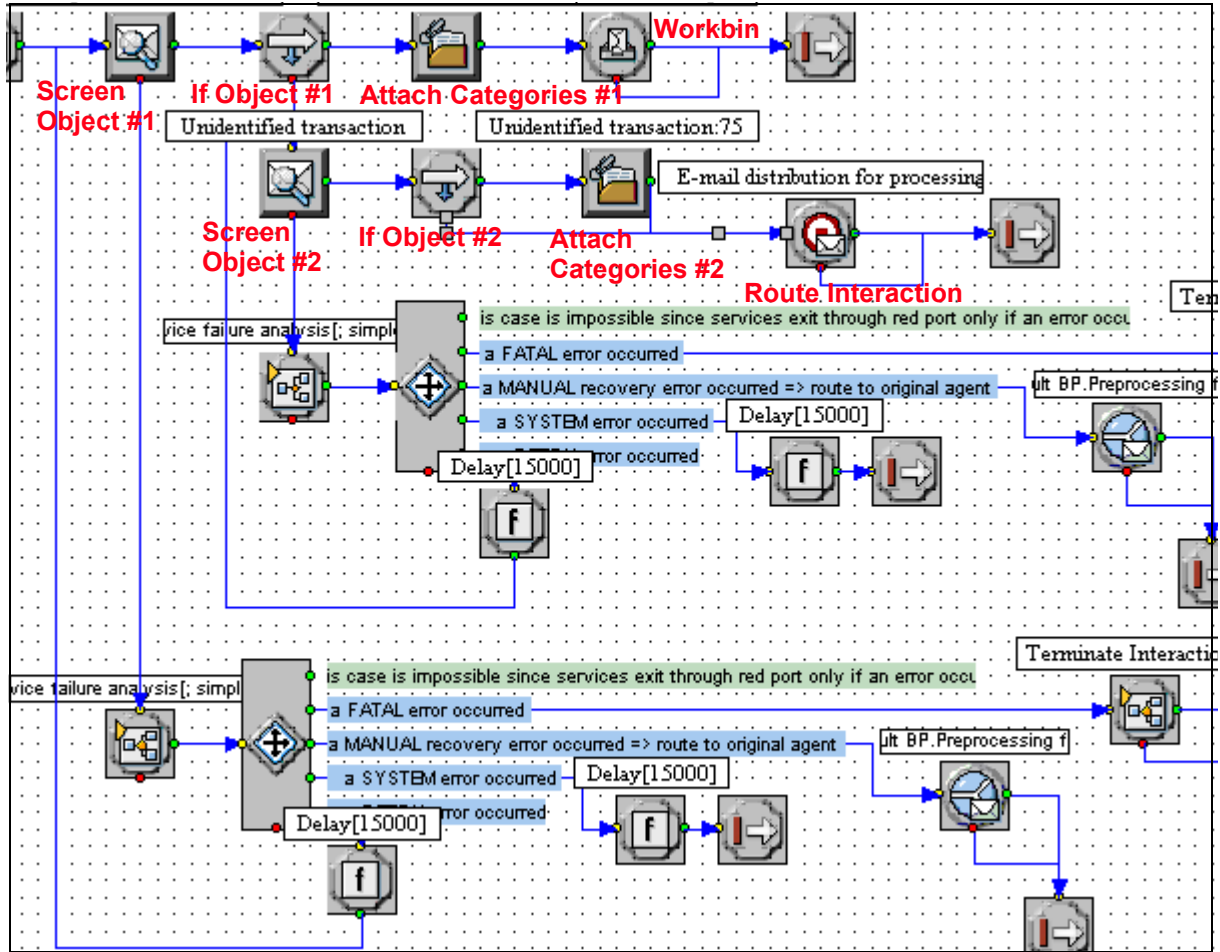 Workbin
Screen
Object #1
If Object #1
Attach Categories #1
Unidentified transaction
Unidentified transaction:75
E-mail distribution for processing
Screen
Object #2
If Object #2
Attach
Categories #2
Route Interaction
Ter
vice failure analysis[; simpl
is case is impossible since services exit through red port only if an error occu
a FATAL error occurred
a MANUAL recovery error occurred => route to original agent
ult BP.Preprocessing f
a SYSTEM error occurred
Delay[15000]
error occurred
Delay[15000]
f
f
Terminate Interactio
vice failure analysis[; simpl
is case is impossible since services exit through red port only if an error occu
a FATAL error occurred
a MANUAL recovery error occurred => route to original agent
ult BP.Preprocessing f
a SYSTEM error occurred
Delay[15000]
error occurred
Delay[15000]
f
f